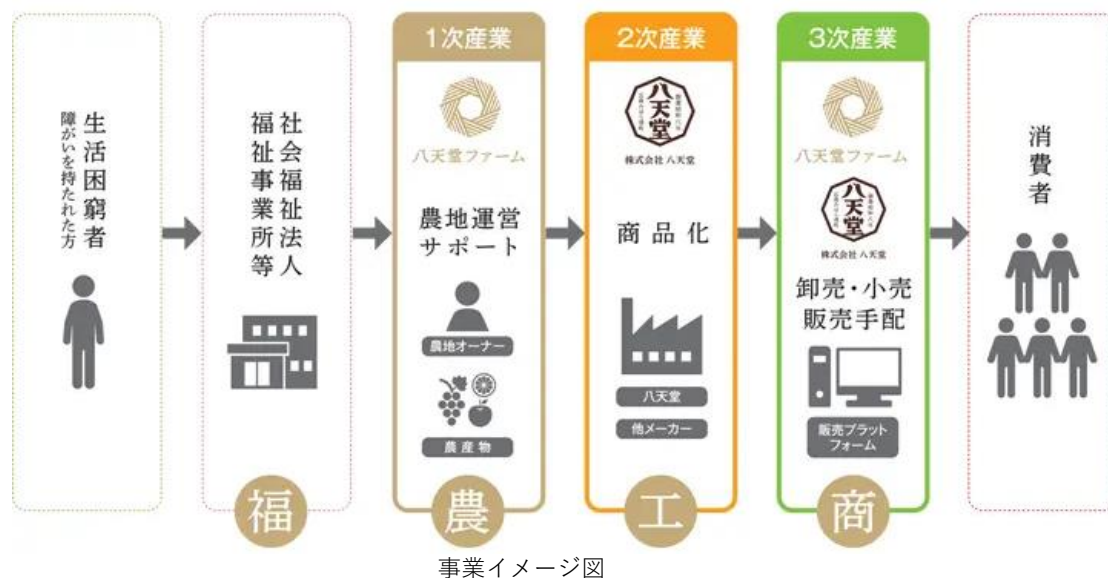 生活困窮者
障がいを持たれた方
社会福祉法人
福祉事業所等
福
1次産業
八天堂ファーム
農地運営
サポート
農地オーナー
農産物
農
2次産業
八天堂
株式会社 八天堂
商品化
八天堂
他メーカー
工
3次産業
八天堂ファーム
八天堂
株式会社 八天堂
卸売・小売
販売手配
販売プラット
フォーム
商
消費者
事業イメージ図